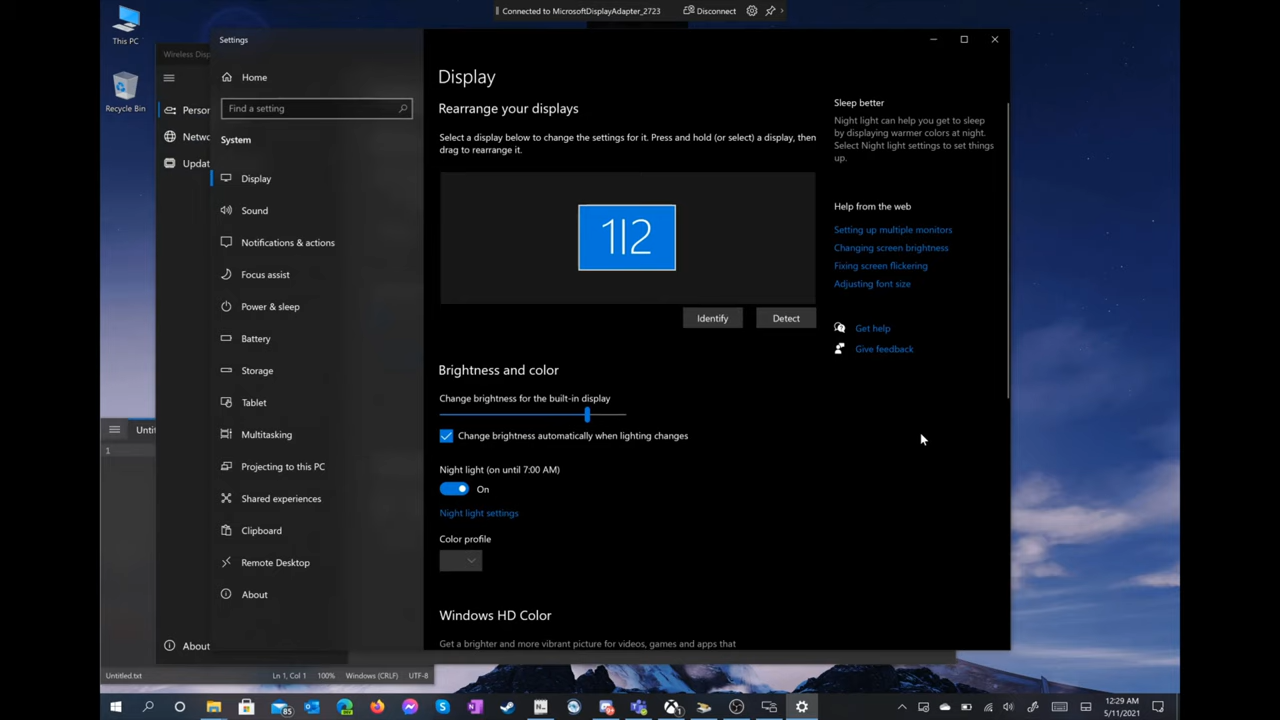 Connected to MicrosoftDisplayAdapter_2723
Disconnect
This PC
Recycle Bin
Wireless Disp
Person
Netwo
Updat
About
Settings
Home
Find a setting
System
Display
Sound
Notifications & actions
Focus assist
Power & sleep
Battery
Storage
Tablet
Multitasking
Projecting to this PC
Shared experiences
Clipboard
Remote Desktop
About
Display
Rearrange your displays
Select a display below to change the settings for it. Press and hold (or select) a display, then
drag to rearrange it.
1|2
Identify
Detect
Brightness and color
Change brightness for the built-in display
Change brightness automatically when lighting changes
Night light (on until 7:00 AM)
On
Night light settings
Color profile
Windows HD Color
Get a brighter and more vibrant picture for videos, games and apps that
Sleep better
Night light can help you get to sleep
by displaying warmer colors at night.
Select Night light settings to set things
up.
Help from the web
Setting up multiple monitors
Changing screen brightness
Fixing screen flickering
Adjusting font size
Get help
Give feedback
Untit
1
Untitled.txt
Ln 1, Col 1
100%
Windows (CRLF)
UTF-8
85
12:29 AM
5/11/2021